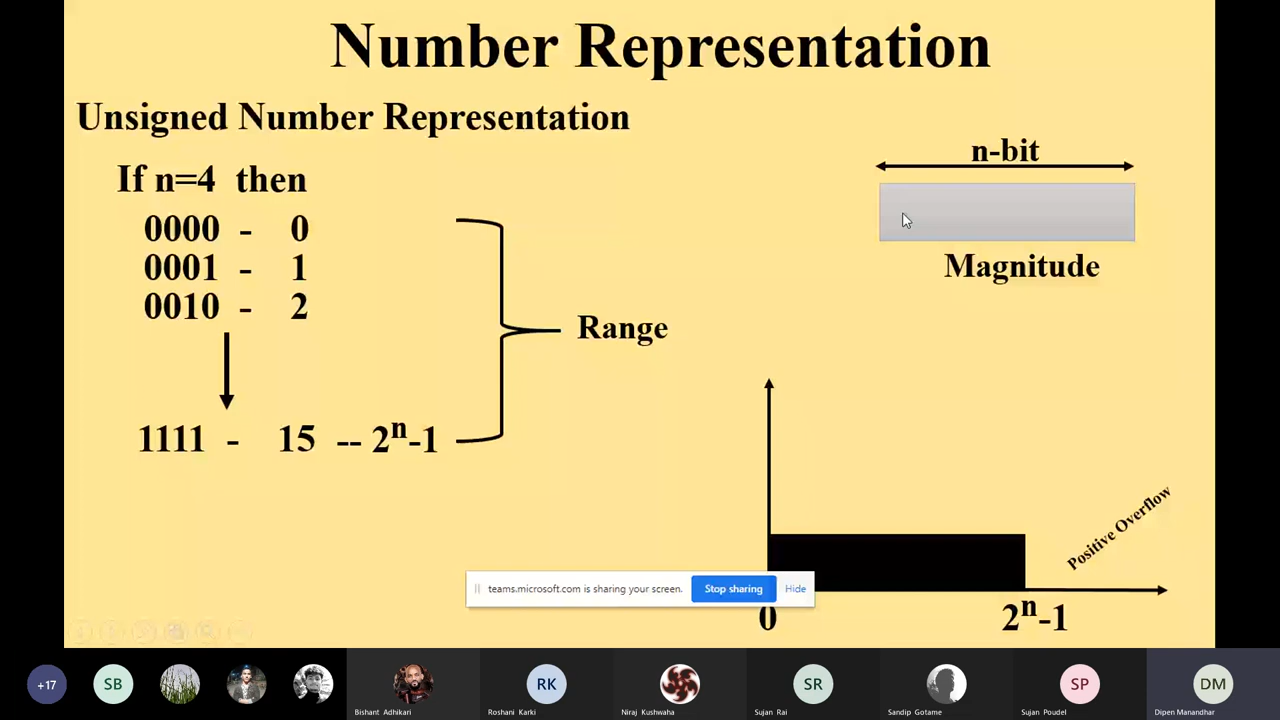 Number Representation
Unsigned Number Representation
If n=4 then
0000 - 0
0001 - 1
0010 - 2
1111 - 15 -- 2ⁿ-1
Range
n-bit
Magnitude
Positive Overflow
0
2ⁿ-1
teams.microsoft.com is sharing your screen. Stop sharing Hide
+17 SB RK SR SP DM
Bishant Adhikari Roshani Karki Niraj Kushwaha Sujan Rai Sandip Gotame Sujan Poudel Dipen Manandhar